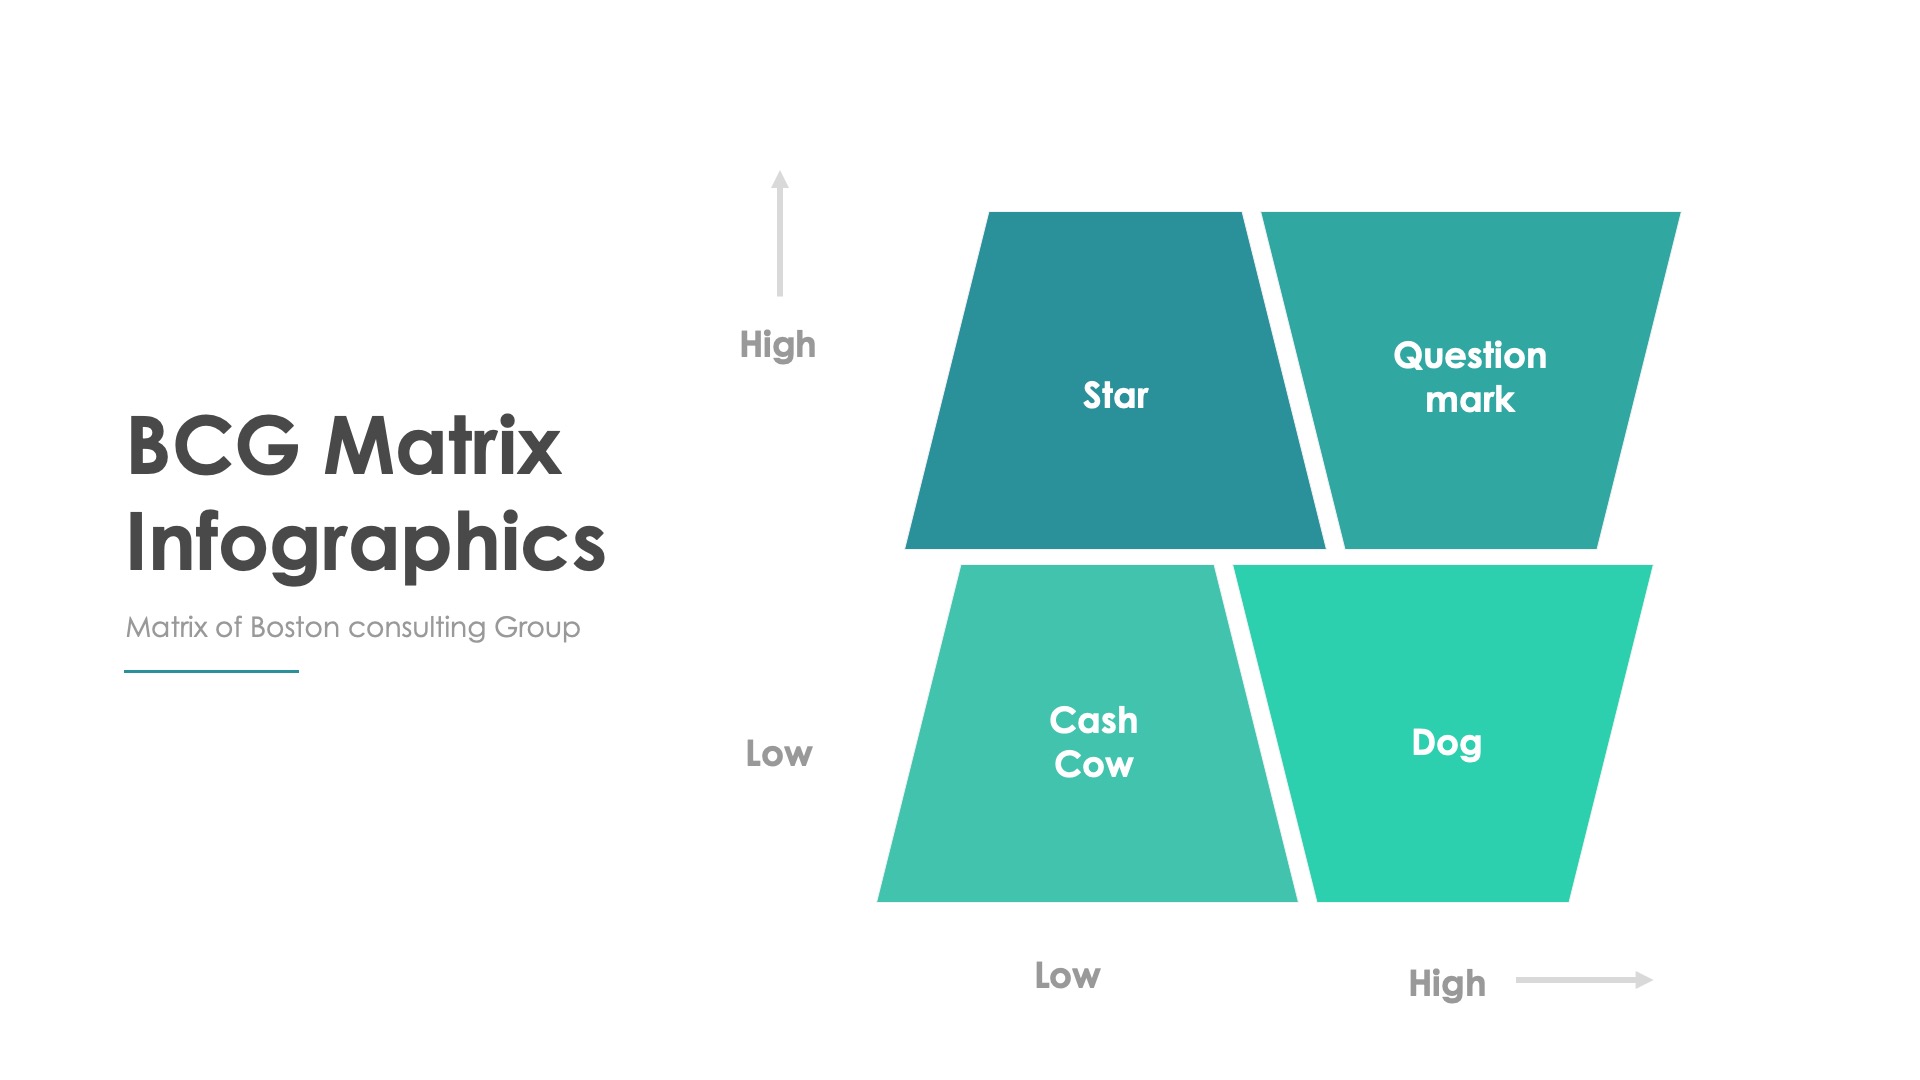 BCG Matrix
Infographics
Matrix of Boston consulting Group
High
Low
Star
Question
mark
Cash
Cow
Dog
Low
High